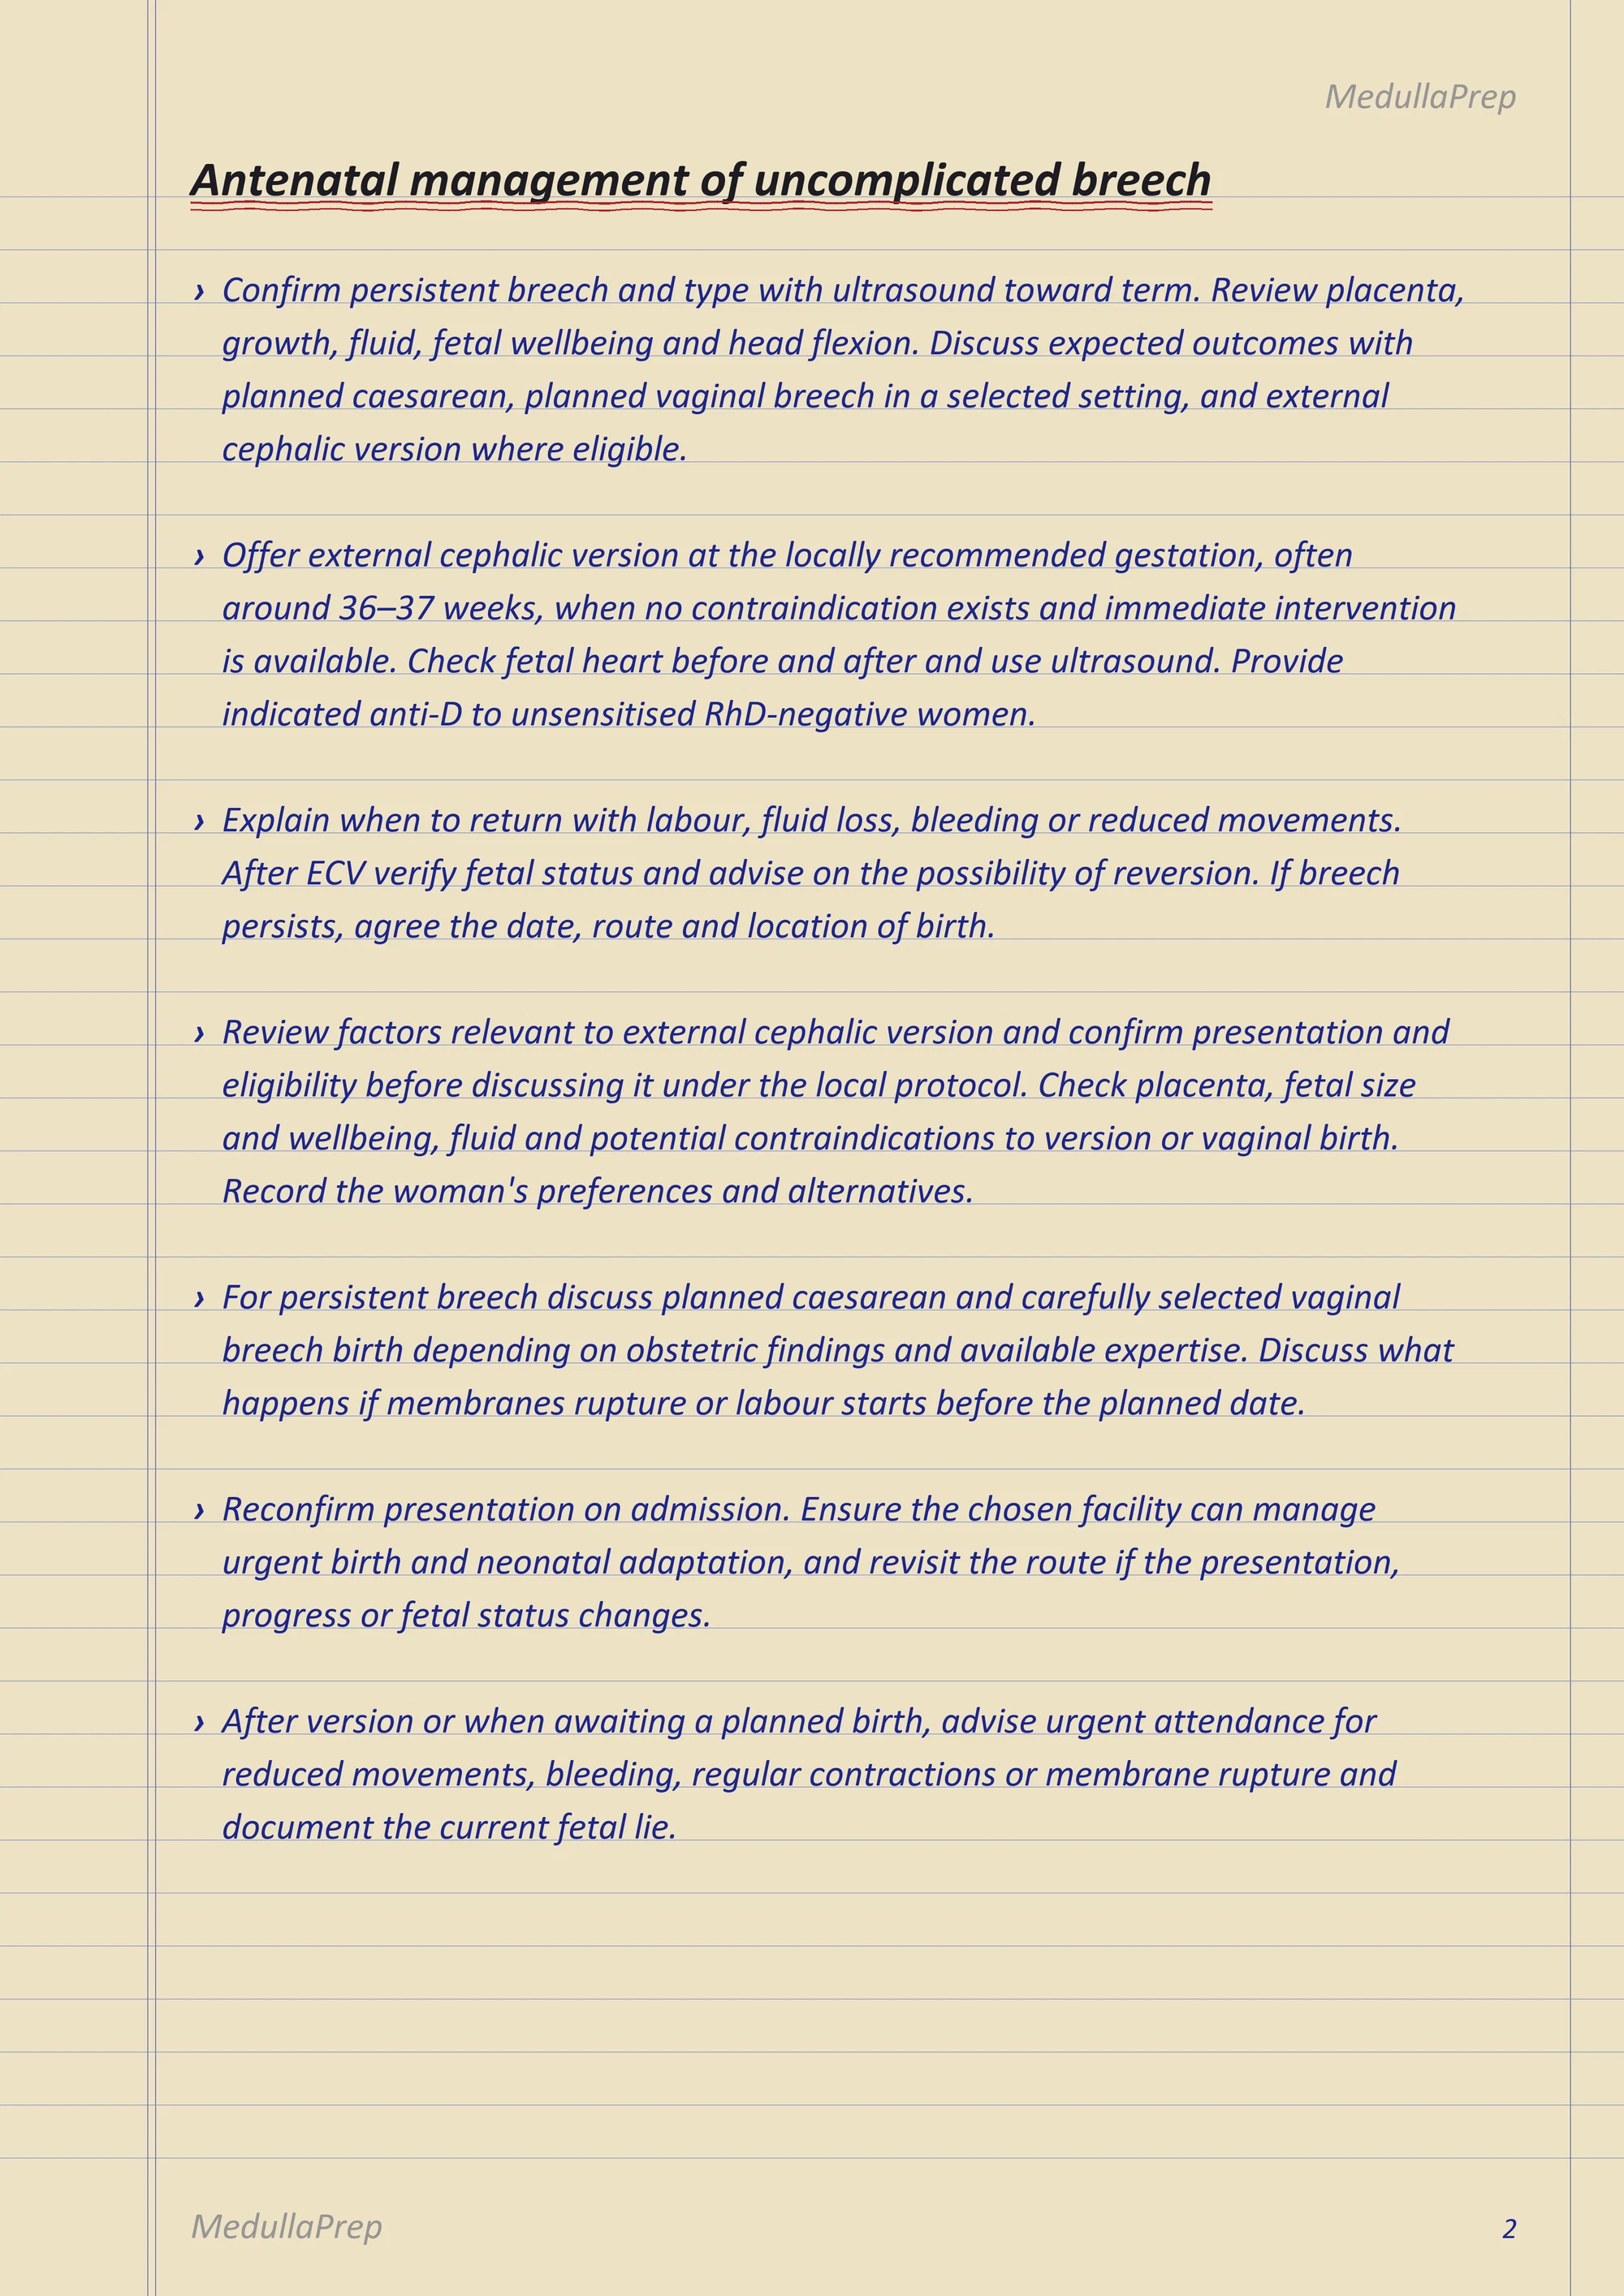 MedullaPrep
Antenatal management of uncomplicated breech
› Confirm persistent breech and type with ultrasound toward term. Review placenta,
growth, fluid, fetal wellbeing and head flexion. Discuss expected outcomes with
planned caesarean, planned vaginal breech in a selected setting, and external
cephalic version where eligible.
› Offer external cephalic version at the locally recommended gestation, often
around 36–37 weeks, when no contraindication exists and immediate intervention
is available. Check fetal heart before and after and use ultrasound. Provide
indicated anti-D to unsensitised RhD-negative women.
› Explain when to return with labour, fluid loss, bleeding or reduced movements.
After ECV verify fetal status and advise on the possibility of reversion. If breech
persists, agree the date, route and location of birth.
› Review factors relevant to external cephalic version and confirm presentation and
eligibility before discussing it under the local protocol. Check placenta, fetal size
and wellbeing, fluid and potential contraindications to version or vaginal birth.
Record the woman's preferences and alternatives.
› For persistent breech discuss planned caesarean and carefully selected vaginal
breech birth depending on obstetric findings and available expertise. Discuss what
happens if membranes rupture or labour starts before the planned date.
› Reconfirm presentation on admission. Ensure the chosen facility can manage
urgent birth and neonatal adaptation, and revisit the route if the presentation,
progress or fetal status changes.
› After version or when awaiting a planned birth, advise urgent attendance for
reduced movements, bleeding, regular contractions or membrane rupture and
document the current fetal lie.
MedullaPrep
2